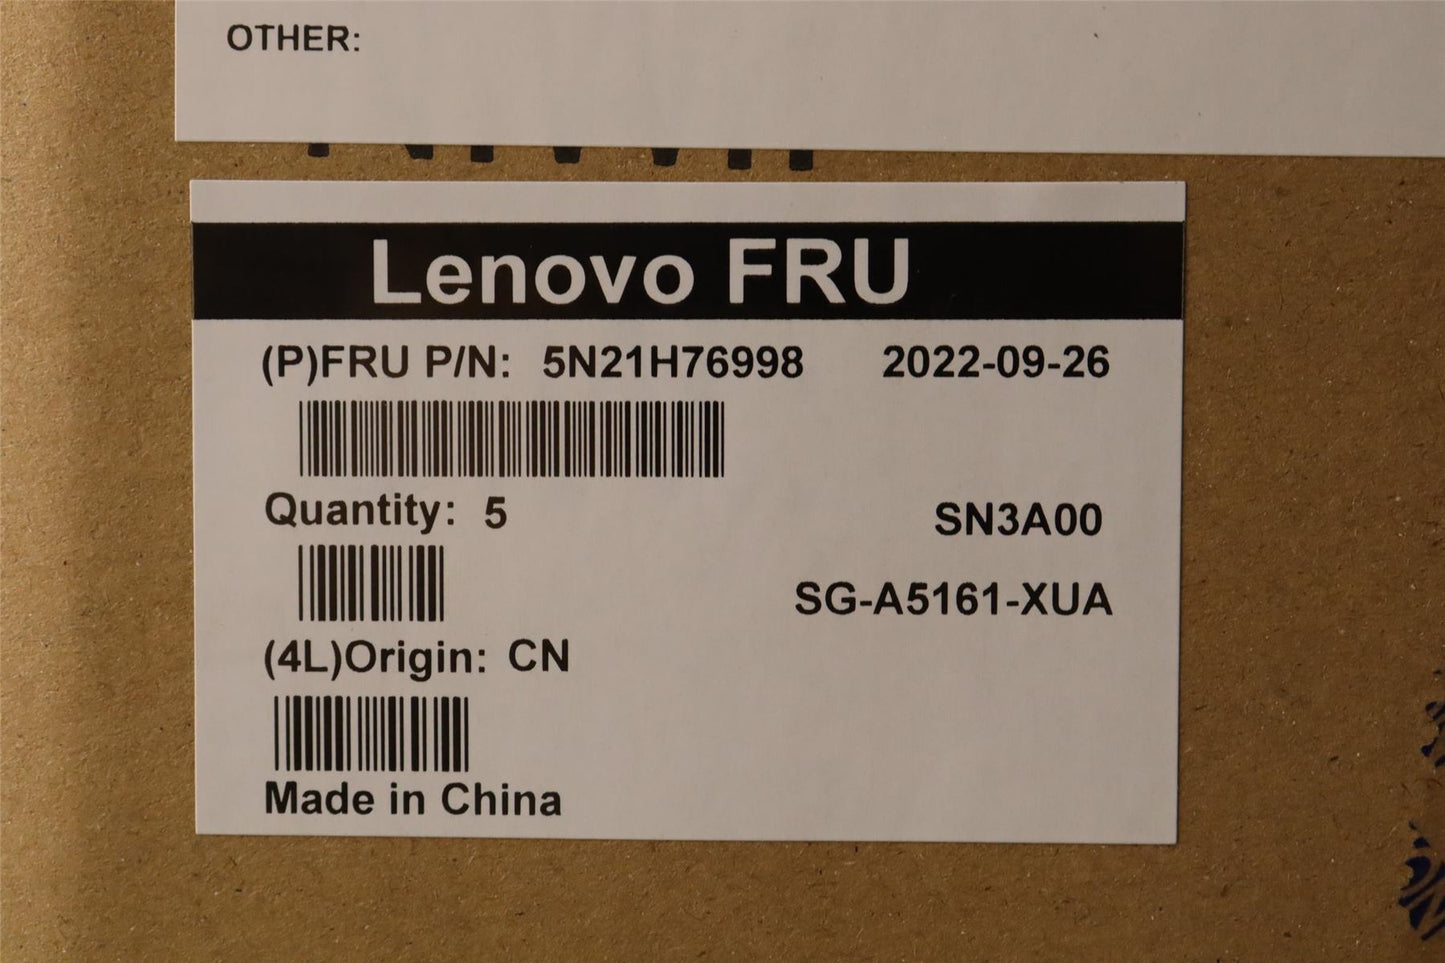 OTHER:
Lenovo FRU
(P)FRU P/N: 5N21H76998 2022-09-26
Quantity: 5
SN3A00
SG-A5161-XUA
(4L)Origin: CN
Made in China